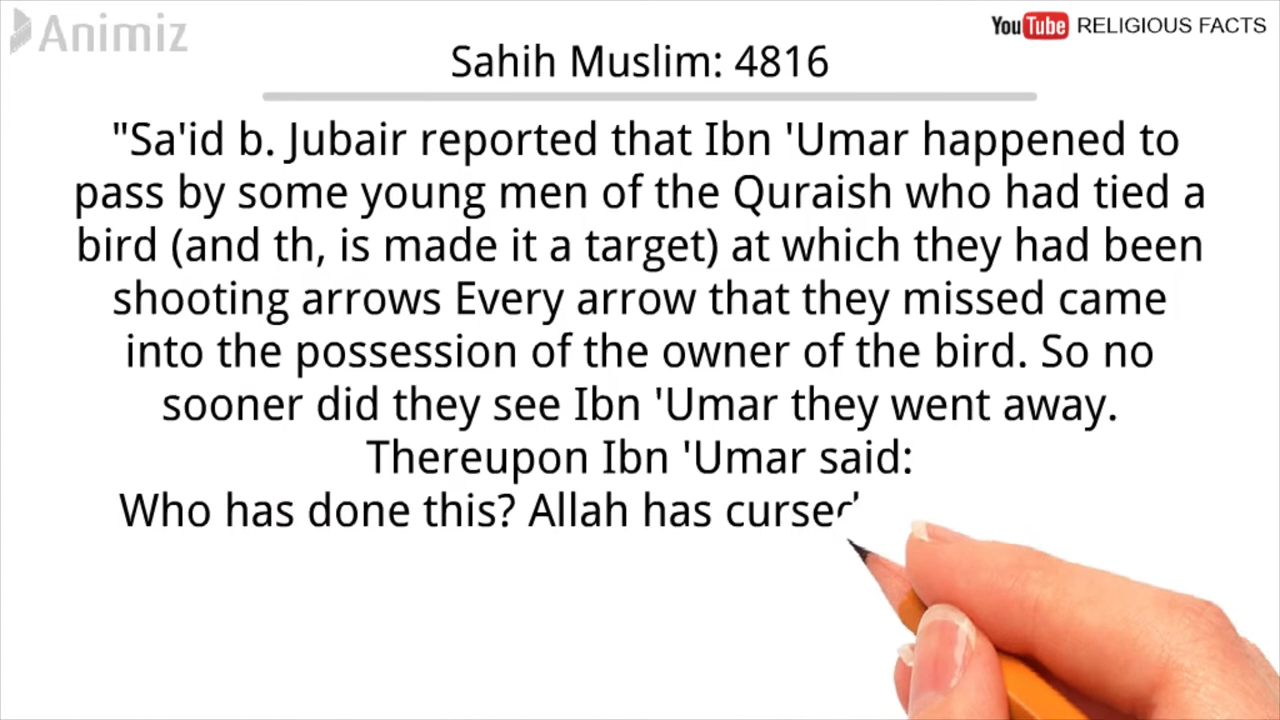 Animiz
YouTube RELIGIOUS FACTS
Sahih Muslim: 4816
"Sa'id b. Jubair reported that Ibn 'Umar happened to
pass by some young men of the Quraish who had tied a
bird (and th, is made it a target) at which they had been
shooting arrows Every arrow that they missed came
into the possession of the owner of the bird. So no
sooner did they see Ibn 'Umar they went away.
Thereupon Ibn 'Umar said:
Who has done this? Allah has cursed